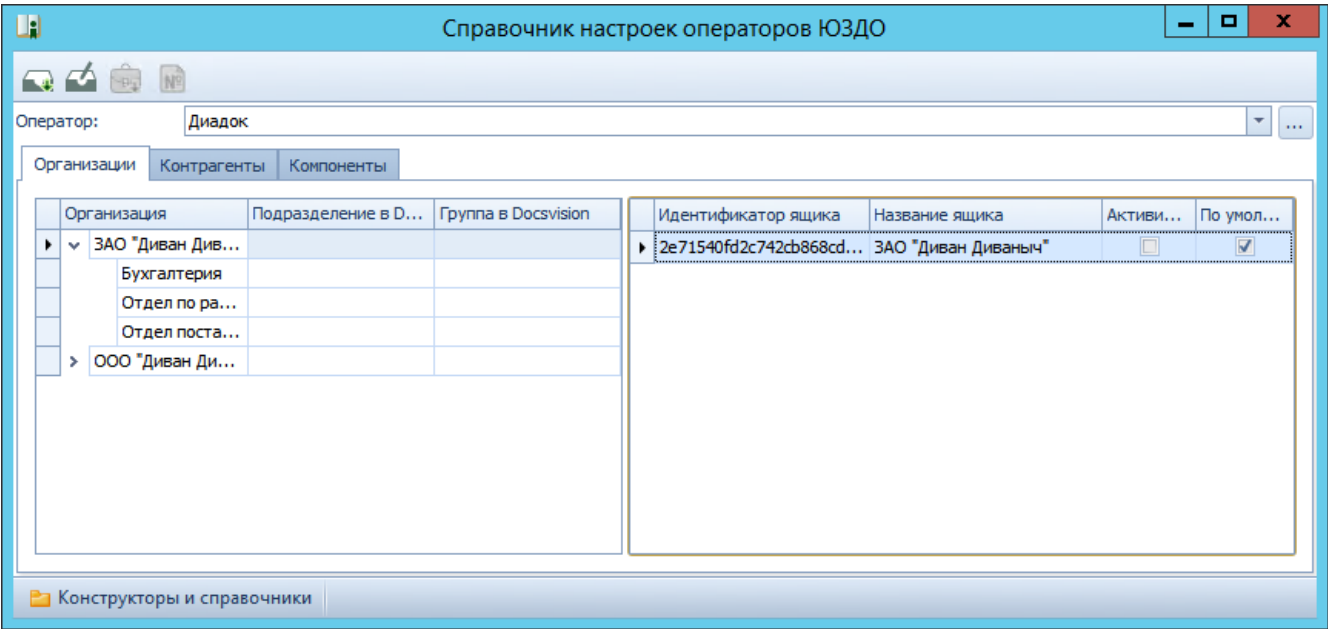 Справочник настроек операторов ЮЗДО
Оператор: Диадок
Организации Контрагенты Компоненты
Организация Подразделение в D... Группа в Docsvision Идентификатор ящика Название ящика Активи... По умол...
ЗАО "Диван Див... 2e71540fd2c742cb868cd... ЗАО "Диван Диваныч"
Бухгалтерия
Отдел по ра...
Отдел поста...
ООО "Диван Ди...
Конструкторы и справочники